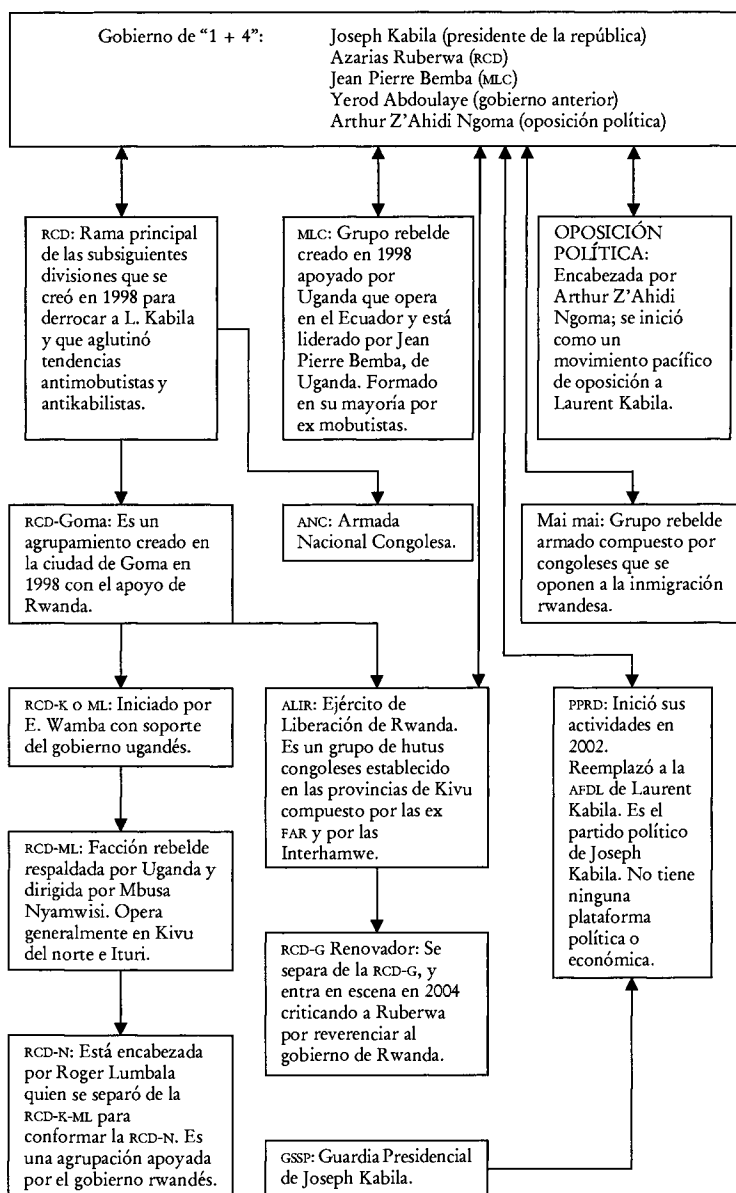 Gobierno de “1 + 4”:
Joseph Kabila (presidente de la república)
Azarias Ruberwa (RCD)
Jean Pierre Bemba (MLC)
Yerod Abdoulaye (gobierno anterior)
Arthur Z’Ahidi Ngoma (oposición política)
RCD: Rama principal
de las subsiguientes
divisiones que se
creó en 1998 para
derrocar a L. Kabila
y que aglutinó
tendencias
antimobutistas y
antikabilistas.
MLC: Grupo rebelde
creado en 1998
apoyado por
Uganda que opera
en el Ecuador y está
liderado por Jean
Pierre Bemba, de
Uganda. Formado
en su mayoría por
ex mobutistas.
OPOSICIÓN
POLÍTICA:
Encabezada por
Arthur Z’Ahidi
Ngoma; se inició
como un
movimiento pacífico
de oposición a
Laurent Kabila.
RCD-Goma: Es un
agrupamiento creado en
la ciudad de Goma en
1998 con el apoyo de
Rwanda.
ANC: Armada
Nacional Congolesa.
Mai mai: Grupo rebelde
armado compuesto por
congoleses que se
oponen a la inmigración
rwandesa.
RCD-K o ML: Iniciado por
E. Wamba con soporte
del gobierno ugandés.
ALIR: Ejército de
Liberación de Rwanda.
Es un grupo de hutus
congoleses establecido
en las provincias de Kivu
compuesto por las ex
FAR y por las
Interhamwe.
PPRD: Inició sus
actividades en
2002.
Reemplazó a la
AFDL de Laurent
Kabila. Es el
partido político
de Joseph
Kabila. No tiene
ninguna
plataforma
política o
económica.
RCD-ML: Facción rebelde
respaldada por Uganda y
dirigida por Mbusa
Nyamwisi. Opera
generalmente en Kivu
del norte e Ituri.
RCD-G Renovador: Se
separa de la RCD-G, y
entra en escena en 2004
criticando a Ruberwa
por reverenciar al
gobierno de Rwanda.
RCD-N: Está encabezada
por Roger Lumbala
quien se separó de la
RCD-K-ML para
conformar la RCD-N. Es
una agrupación apoyada
por el gobierno rwandés.
GSSP: Guardia Presidencial
de Joseph Kabila.